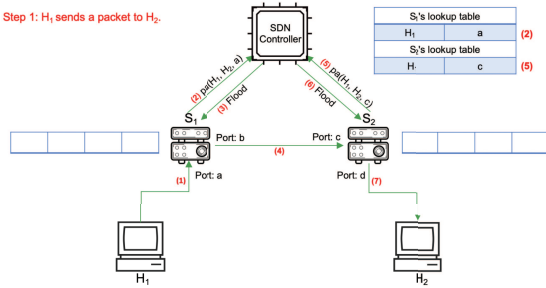 Step 1: H1 sends a packet to H2.
SDN
Controller
S1's lookup table
H1 a (2)
S2's lookup table
H. c (5)
(2) pa(H1, H2, a)
(3) Flood
(5) pa(H1, H2, c)
(6) Flood
S1
S2
Port: b
(4)
Port: c
(1)
Port: a
Port: d
(7)
H1
H2